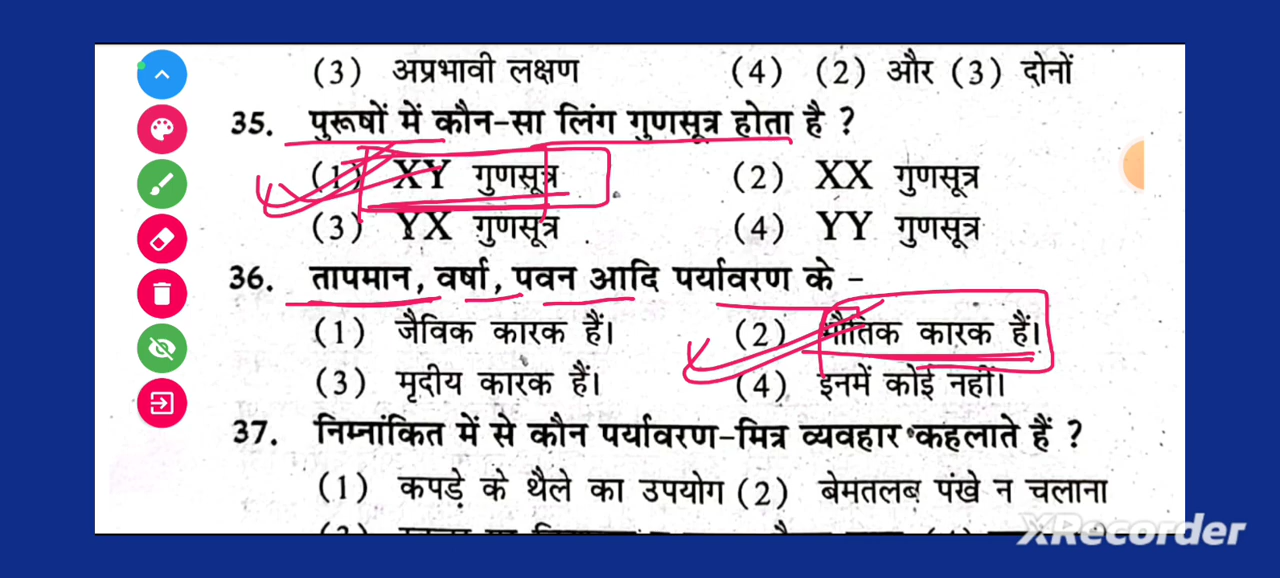 (3) अप्रभावी लक्षण (4) (2) और (3) दोनों
35. पुरूषों में कौन-सा लिंग गुणसूत्र होता है ?
(1) XY गुणसूत्र (2) XX गुणसूत्र
(3) YX गुणसूत्र (4) YY गुणसूत्र
36. तापमान, वर्षा, पवन आदि पर्यावरण के -
(1) जैविक कारक हैं। (2) भौतिक कारक हैं।
(3) मृदीय कारक हैं। (4) इनमें कोई नहीं।
37. निम्नांकित में से कौन पर्यावरण-मित्र व्यवहार कहलाते हैं ?
(1) कपड़े के थैले का उपयोग (2) बेमतलब पंखे न चलाना
XRecorder